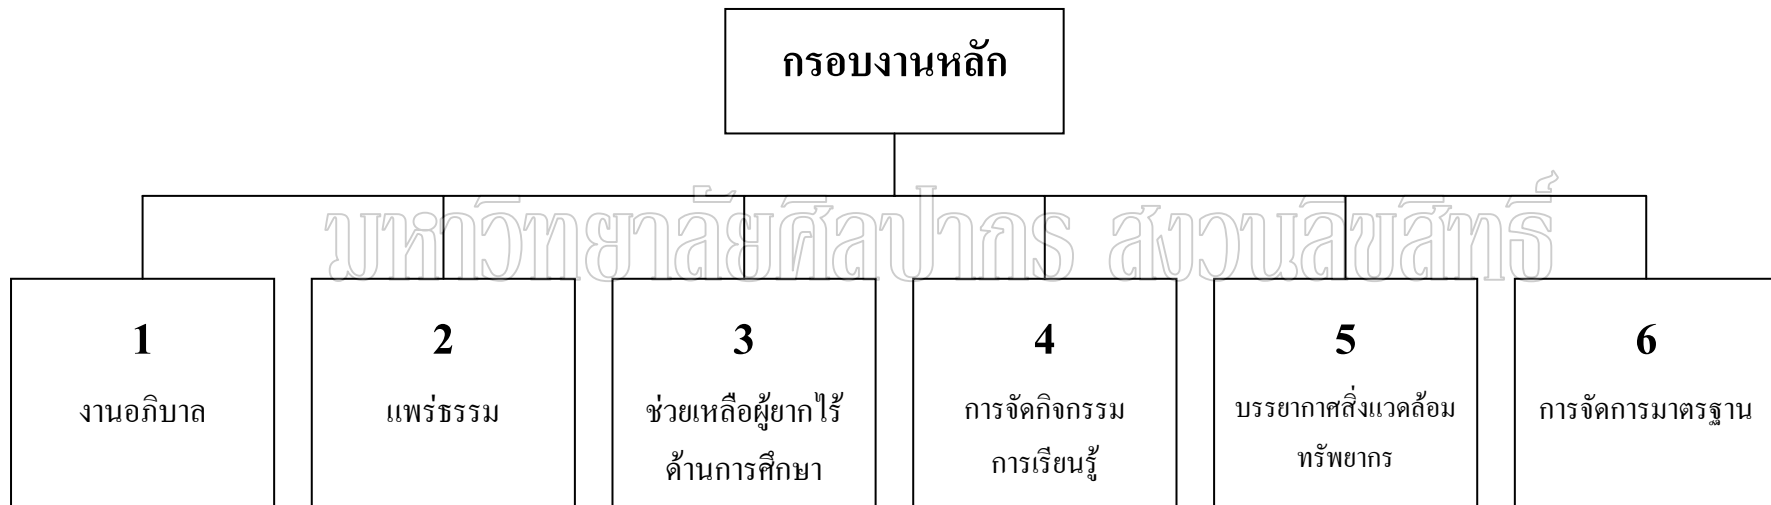 กรอบงานหลัก
มหาวิทยาลัยศิลปากร สงวนลิขสิทธิ์
1
งานอภิบาล
2
แพร่ธรรม
3
ช่วยเหลือผู้ยากไร้
ด้านการศึกษา
4
การจัดกิจกรรม
การเรียนรู้
5
บรรยากาศสิ่งแวดล้อม
ทรัพยากร
6
การจัดการมาตรฐาน